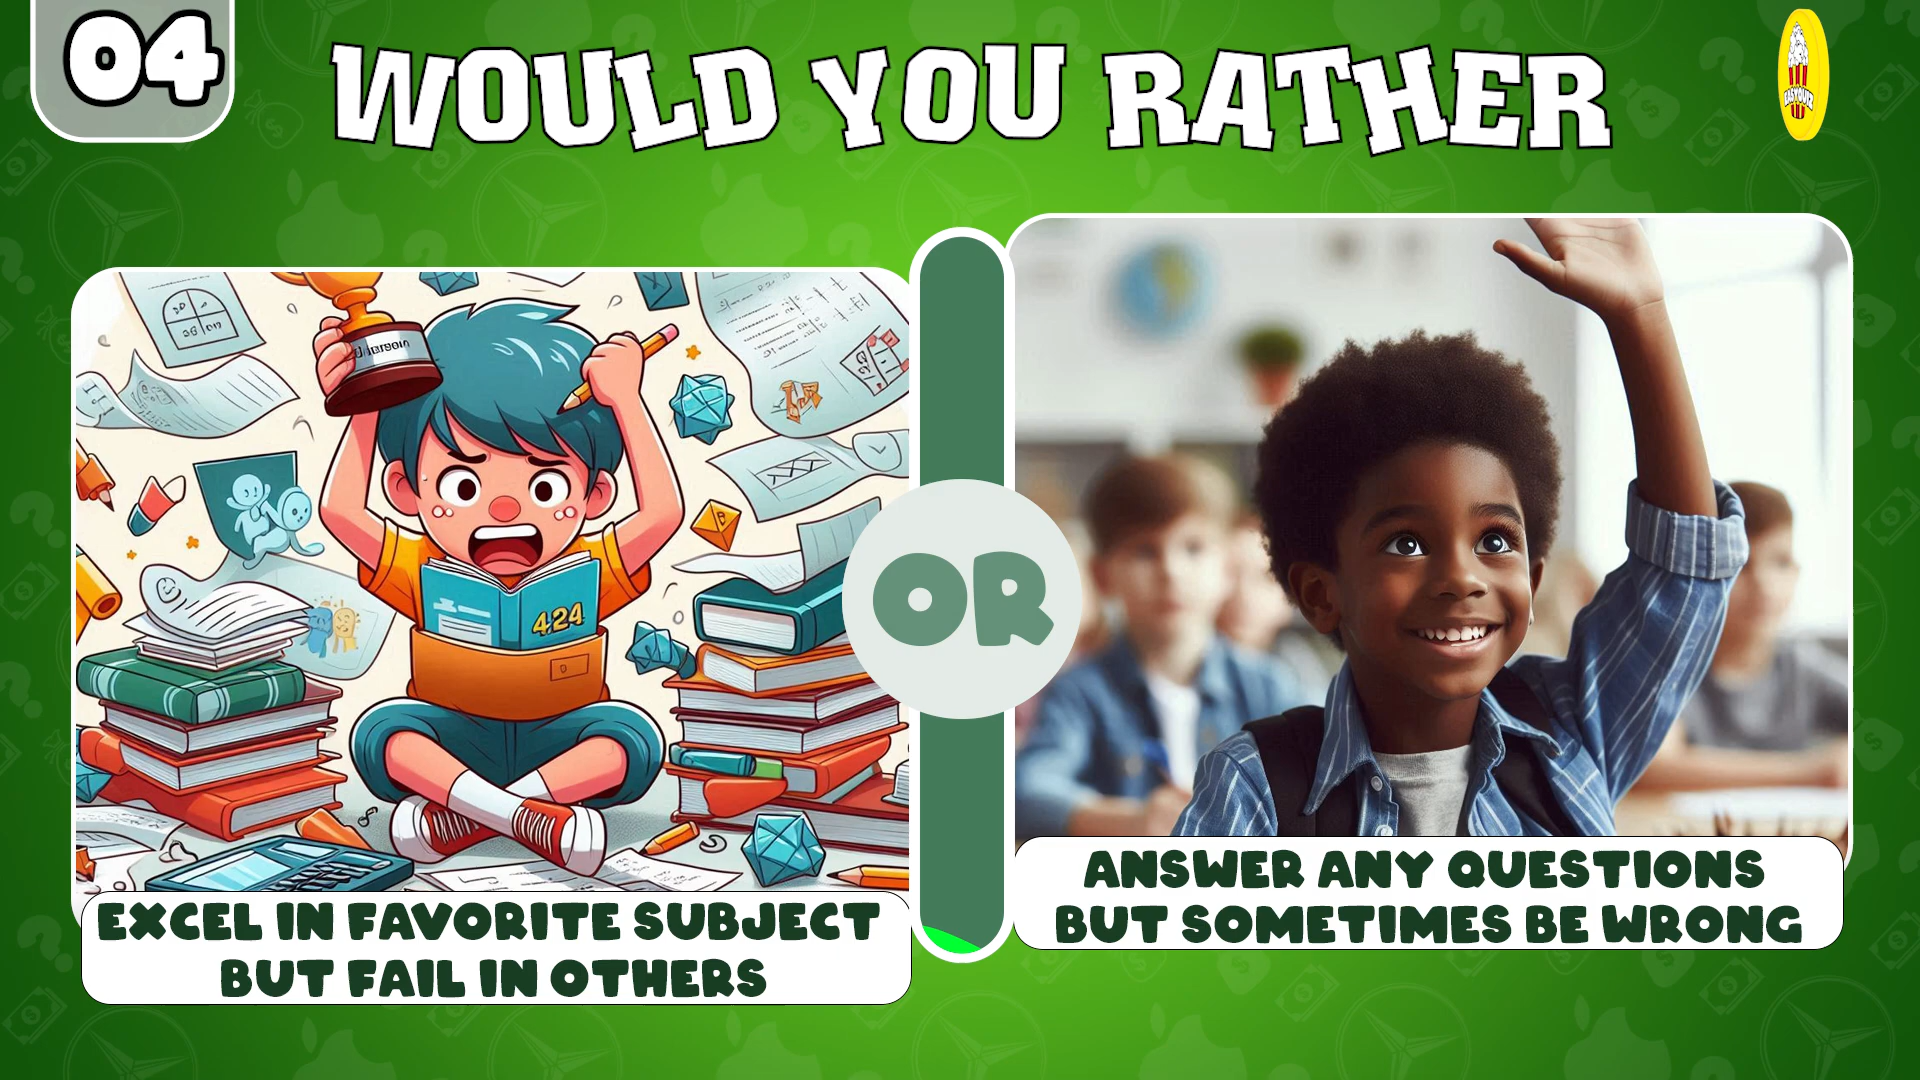 04
WOULD YOU RATHER
EASYQUIZ
424
OR
EXCEL IN FAVORITE SUBJECT
BUT FAIL IN OTHERS
ANSWER ANY QUESTIONS
BUT SOMETIMES BE WRONG